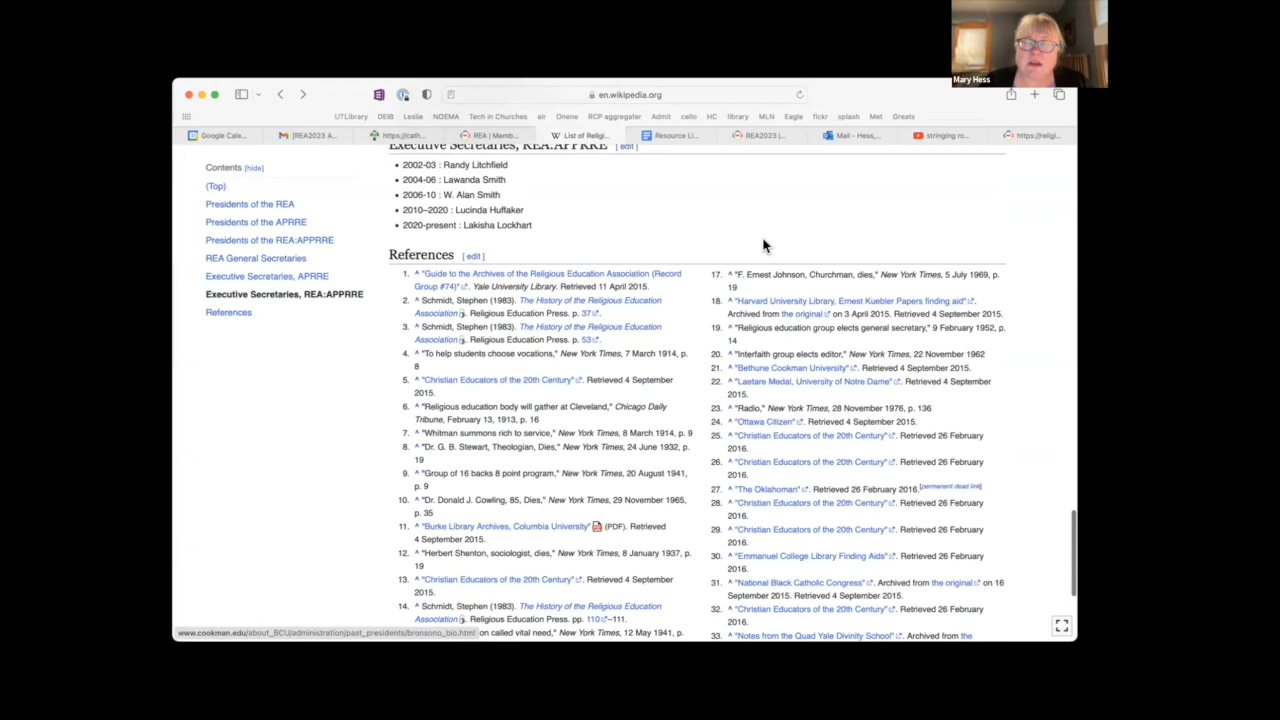 Mary Hess
en.wikipedia.org
UTLibrary DEIB Leslie NOEMA Tech in Churches air Onene RCP aggregater Admit cello HC library MLN Eagle flckr splash Met Greats
Google Cale... [REA2023 A... https://cath... REA | Memb... List of Religi... Resource Li... REA2023 |... Mail - Hess,... stringing ro... https://religi...
Contents [hide]
(Top)
Presidents of the REA
Presidents of the APRRE
Presidents of the REA:APPRRE
REA General Secretaries
Executive Secretaries, APRRE
Executive Secretaries, REA:APPRE
References
Executive Secretaries, REA:APPRRE [ edit ]
• 2002-03 : Randy Litchfield
• 2004-06 : Lawanda Smith
• 2006-10 : W. Alan Smith
• 2010–2020 : Lucinda Huffaker
• 2020-present : Lakisha Lockhart
References [ edit ]
1. ^ "Guide to the Archives of the Religious Education Association (Record
Group #74)". Yale University Library. Retrieved 11 April 2015.
2. ^ Schmidt, Stephen (1983). The History of the Religious Education
Association. Religious Education Press. p. 37.
3. ^ Schmidt, Stephen (1983). The History of the Religious Education
Association. Religious Education Press. p. 53.
4. ^ "To help students choose vocations," New York Times, 7 March 1914, p.
8
5. ^ "Christian Educators of the 20th Century". Retrieved 4 September
2015.
6. ^ "Religious education body will gather at Cleveland," Chicago Daily
Tribune, February 13, 1913, p. 16
7. ^ "Whitman summons rich to service," New York Times, 8 March 1914, p. 9
8. ^ "Dr. G. B. Stewart, Theologian, Dies," New York Times, 24 June 1932, p.
19
9. ^ "Group of 16 backs 8 point program," New York Times, 20 August 1941,
p. 9
10. ^ "Dr. Donald J. Cowling, 85, Dies," New York Times, 29 November 1965,
p. 35
11. ^ "Burke Library Archives, Columbia University" (PDF). Retrieved
4 September 2015.
12. ^ "Herbert Shenton, sociologist, dies," New York Times, 8 January 1937, p.
19
13. ^ "Christian Educators of the 20th Century". Retrieved 4 September
2015.
14. ^ Schmidt, Stephen (1983). The History of the Religious Education
Association. Religious Education Press. pp. 110–111.
on called vital need," New York Times, 12 May 1941, p.
17. ^ "F. Ernest Johnson, Churchman, dies," New York Times, 5 July 1969, p.
19
18. ^ "Harvard University Library, Ernest Kuebler Papers finding aid".
Archived from the original on 3 April 2015. Retrieved 4 September 2015.
19. ^ "Religious education group elects general secretary," 9 February 1952, p.
14
20. ^ "Interfaith group elects editor," New York Times, 22 November 1962
21. ^ "Bethune Cookman University". Retrieved 4 September 2015.
22. ^ "Laetare Medal, University of Notre Dame". Retrieved 4 September
2015.
23. ^ "Radio," New York Times, 28 November 1976, p. 136
24. ^ "Ottawa Citizen". Retrieved 4 September 2015.
25. ^ "Christian Educators of the 20th Century". Retrieved 26 February
2016.
26. ^ "Christian Educators of the 20th Century". Retrieved 26 February
2016.
27. ^ "The Oklahoman". Retrieved 26 February 2016.[permanent dead link]
28. ^ "Christian Educators of the 20th Century". Retrieved 26 February
2016.
29. ^ "Christian Educators of the 20th Century". Retrieved 26 February
2016.
30. ^ "Emmanuel College Library Finding Aids". Retrieved 26 February
2016.
31. ^ "National Black Catholic Congress". Archived from the original on 16
September 2015. Retrieved 4 September 2015.
32. ^ "Christian Educators of the 20th Century". Retrieved 26 February
2016.
33. ^ "Notes from the Quad Yale Divinity School". Archived from the
www.cookman.edu/about_BCU/administration/past_presidents/bronsono_bio.html